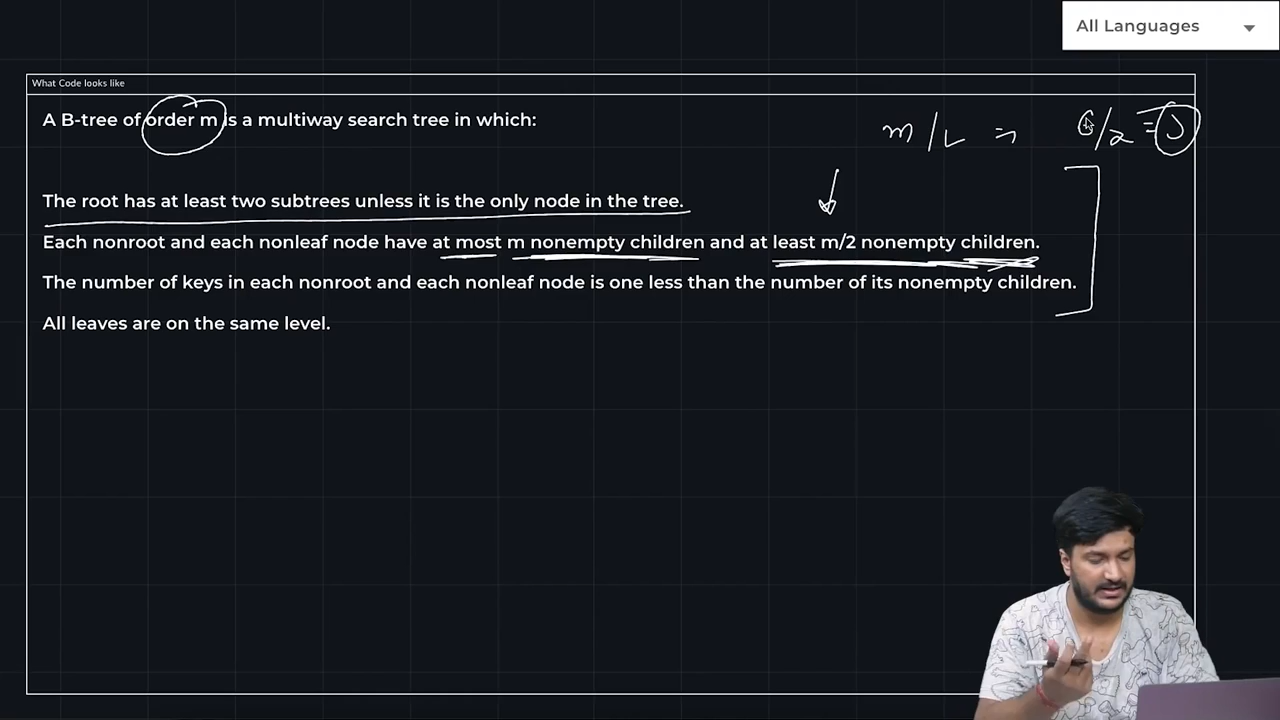 All Languages
What Code looks like
A B-tree of order m is a multiway search tree in which:
m/2 =
6/2 = 3
The root has at least two subtrees unless it is the only node in the tree.
Each nonroot and each nonleaf node have at most m nonempty children and at least m/2 nonempty children.
The number of keys in each nonroot and each nonleaf node is one less than the number of its nonempty children.
All leaves are on the same level.